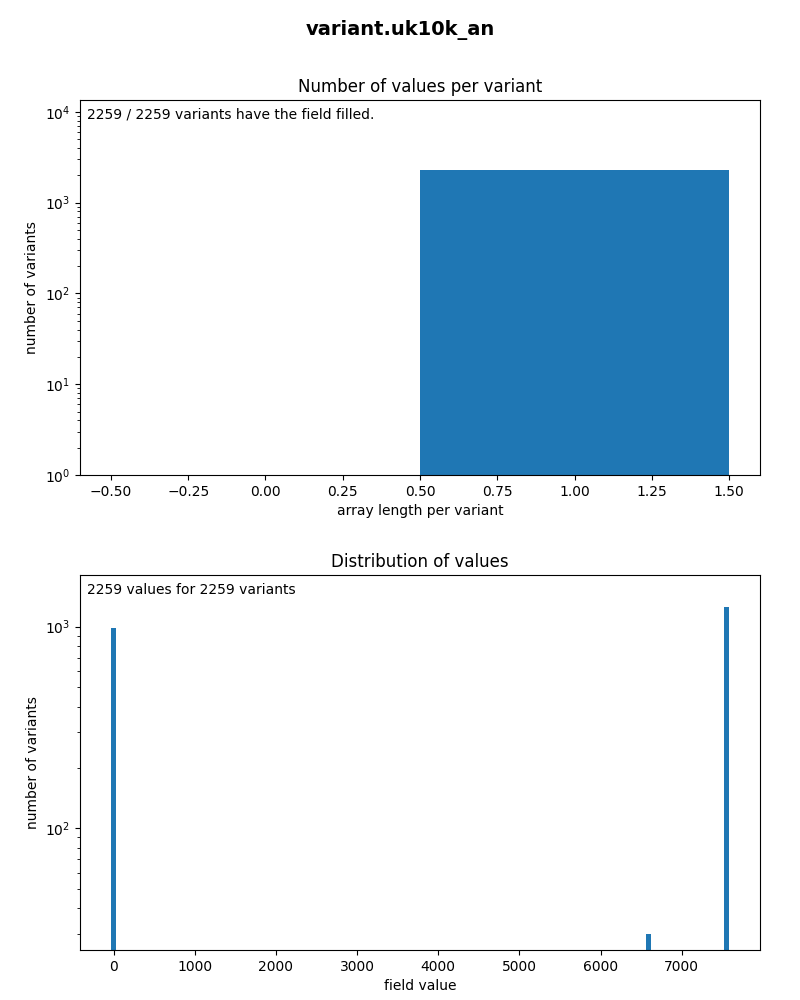 variant.uk10k_an
Number of values per variant
2259 / 2259 variants have the field filled.
number of variants
10⁴
10³
10²
10¹
10⁰
−0.50 −0.25 0.00 0.25 0.50 0.75 1.00 1.25 1.50
array length per variant
Distribution of values
2259 values for 2259 variants
number of variants
10³
10²
0 1000 2000 3000 4000 5000 6000 7000
field value